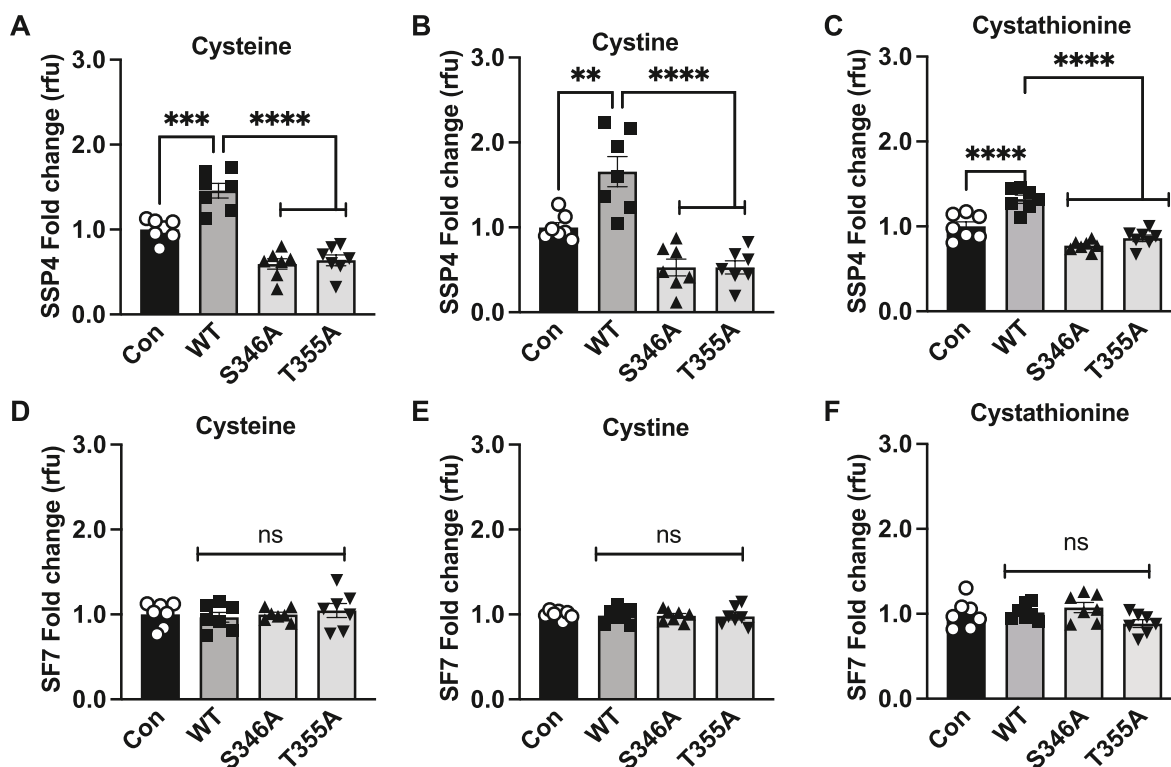 A
Cysteine
SSP4 Fold change (rfu)
3.0
2.0
1.0
0.0
***
****
Con
WT
S346A
T355A
B
Cystine
SSP4 Fold change (rfu)
3.0
2.0
1.0
0.0
**
****
Con
WT
S346A
T355A
C
Cystathionine
SSP4 Fold change (rfu)
3.0
2.0
1.0
0.0
****
****
Con
WT
S346A
T355A
D
Cysteine
SF7 Fold change (rfu)
3.0
2.0
1.0
0.0
ns
Con
WT
S346A
T355A
E
Cystine
SF7 Fold change (rfu)
3.0
2.0
1.0
0.0
ns
Con
WT
S346A
T355A
F
Cystathionine
SF7 Fold change (rfu)
3.0
2.0
1.0
0.0
ns
Con
WT
S346A
T355A